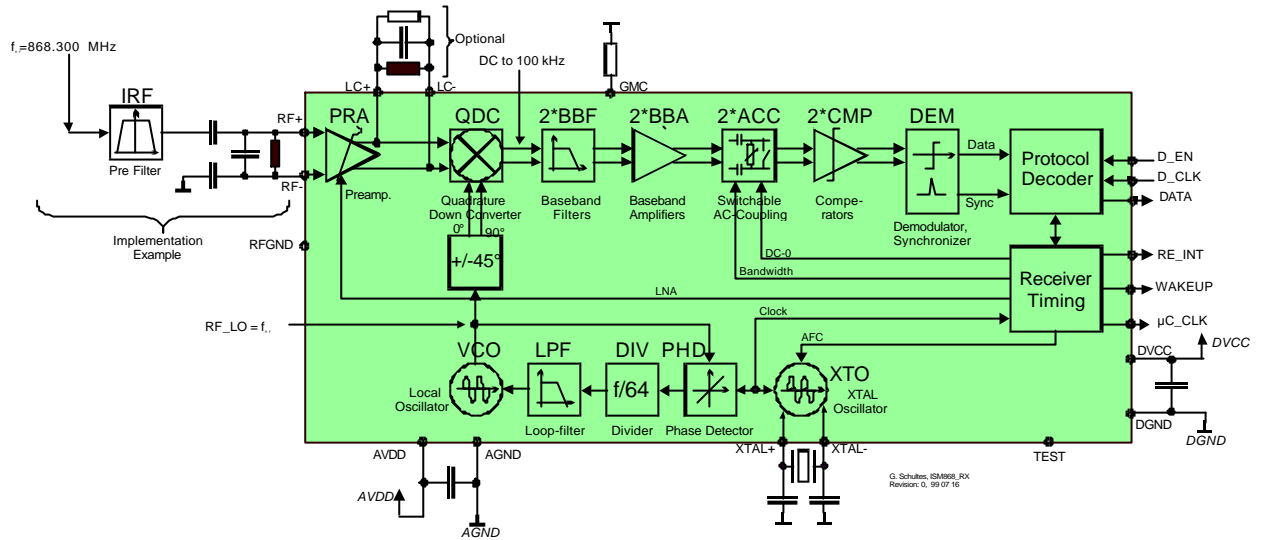 Optional
f₊₊=868.300 MHz
DC to 100 kHz
LC+
LC-
GMC
IRF
Pre Filter
RF+
RF-
PRA
Preamp.
QDC
Quadrature
Down Converter
0°
90°
2*BBF
Baseband
Filters
2*BBA
Baseband
Amplifiers
2*ACC
Switchable
AC-Coupling
2*CMP
Compe-
rators
DEM
Demodulator,
Synchronizer
Data
Sync
Protocol
Decoder
D_EN
D_CLK
DATA
Implementation
Example
RFGND
+/-45°
DC-0
Bandwidth
LNA
Receiver
Timing
RE_INT
WAKEUP
µC_CLK
RF_LO = f
Clock
AFC
VCO
Local
Oscillator
LPF
Loop-filter
DIV
f/64
Divider
PHD
Phase Detector
XTO
XTAL
Oscillator
DVCC
DVCC
DGND
DGND
AVDD
AGND
XTAL+
XTAL-
TEST
AVDD
AGND
G. Schultes, ISM868_RX
Revision: 0, 99 07 16